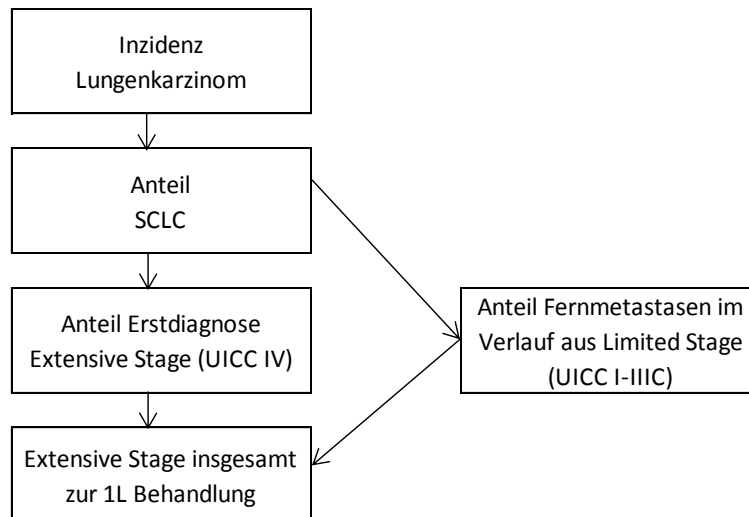 Inzidenz
Lungenkarzinom
Anteil
SCLC
Anteil Erstdiagnose
Extensive Stage (UICC IV)
Anteil Fernmetastasen im
Verlauf aus Limited Stage
(UICC I-IIIC)
Extensive Stage insgesamt
zur 1L Behandlung